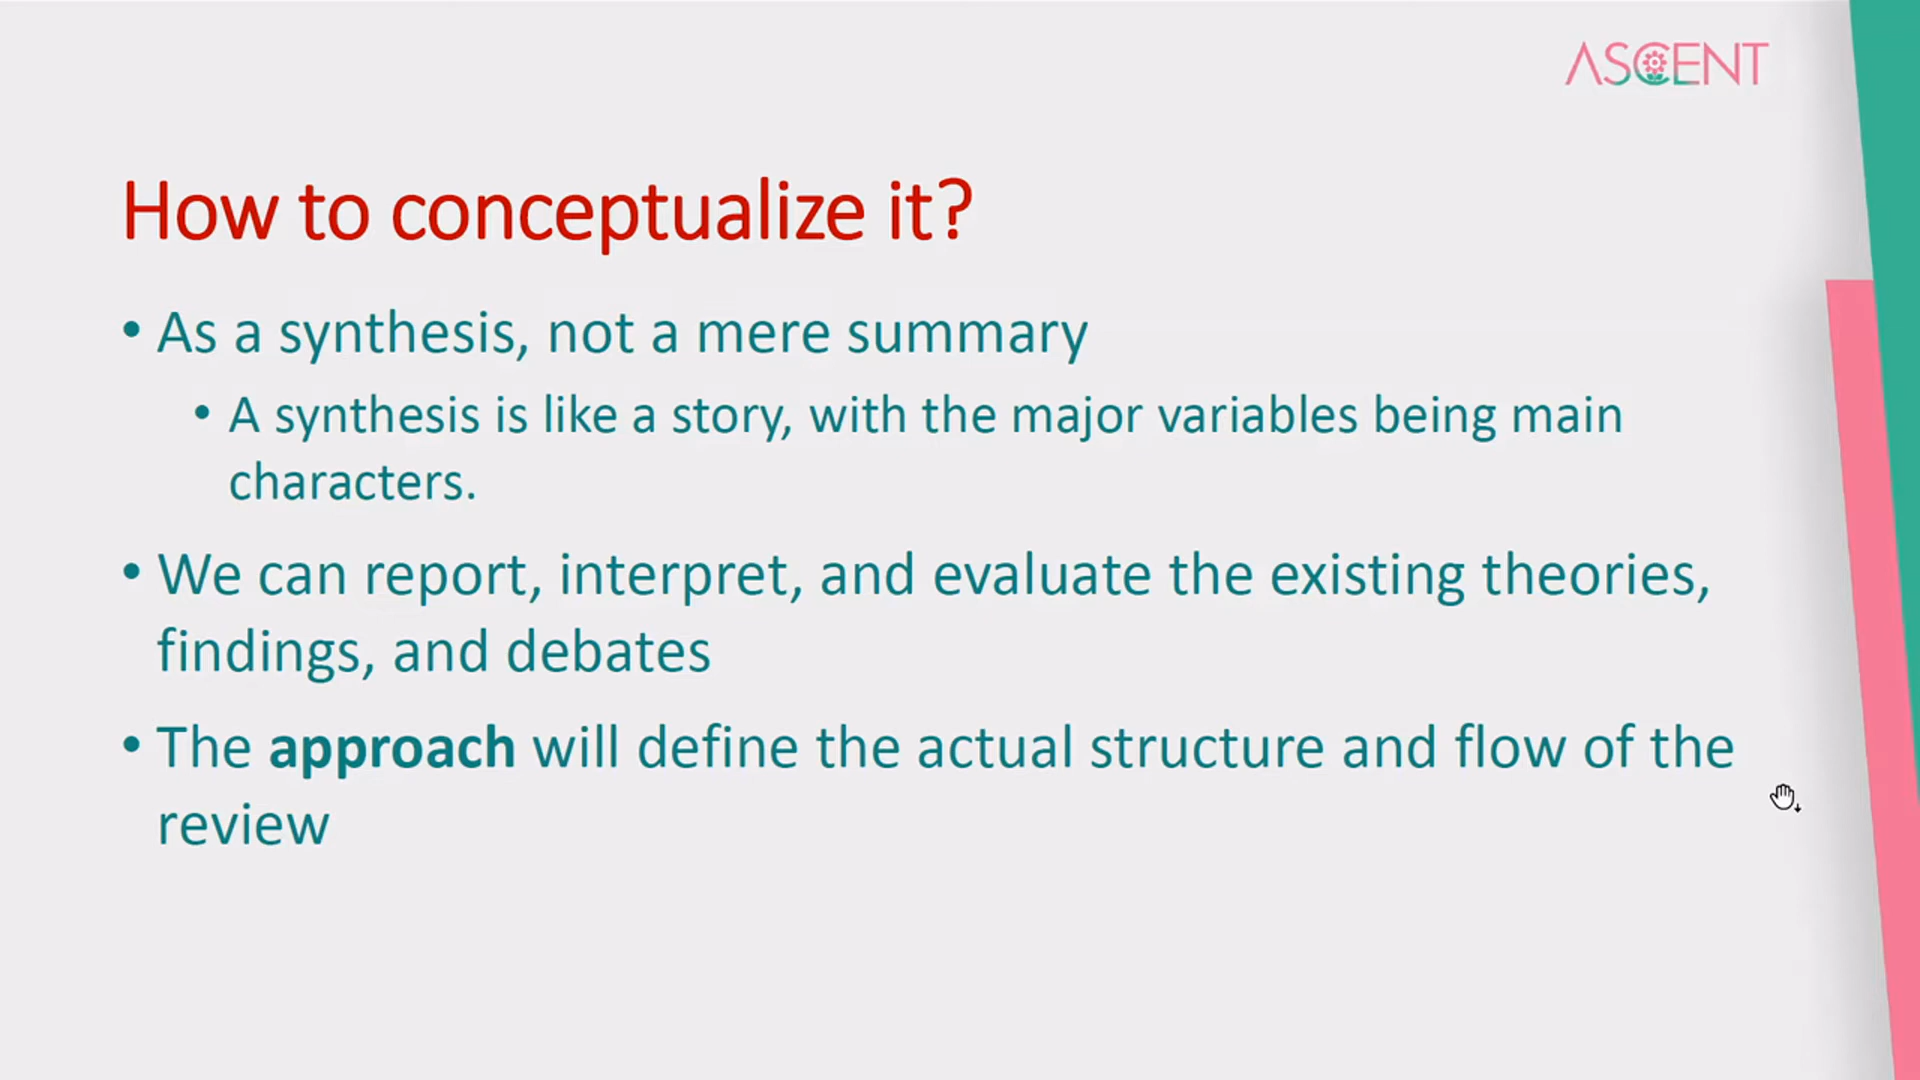 ASCENT
How to conceptualize it?
• As a synthesis, not a mere summary
• A synthesis is like a story, with the major variables being main
characters.
• We can report, interpret, and evaluate the existing theories,
findings, and debates
• The approach will define the actual structure and flow of the
review